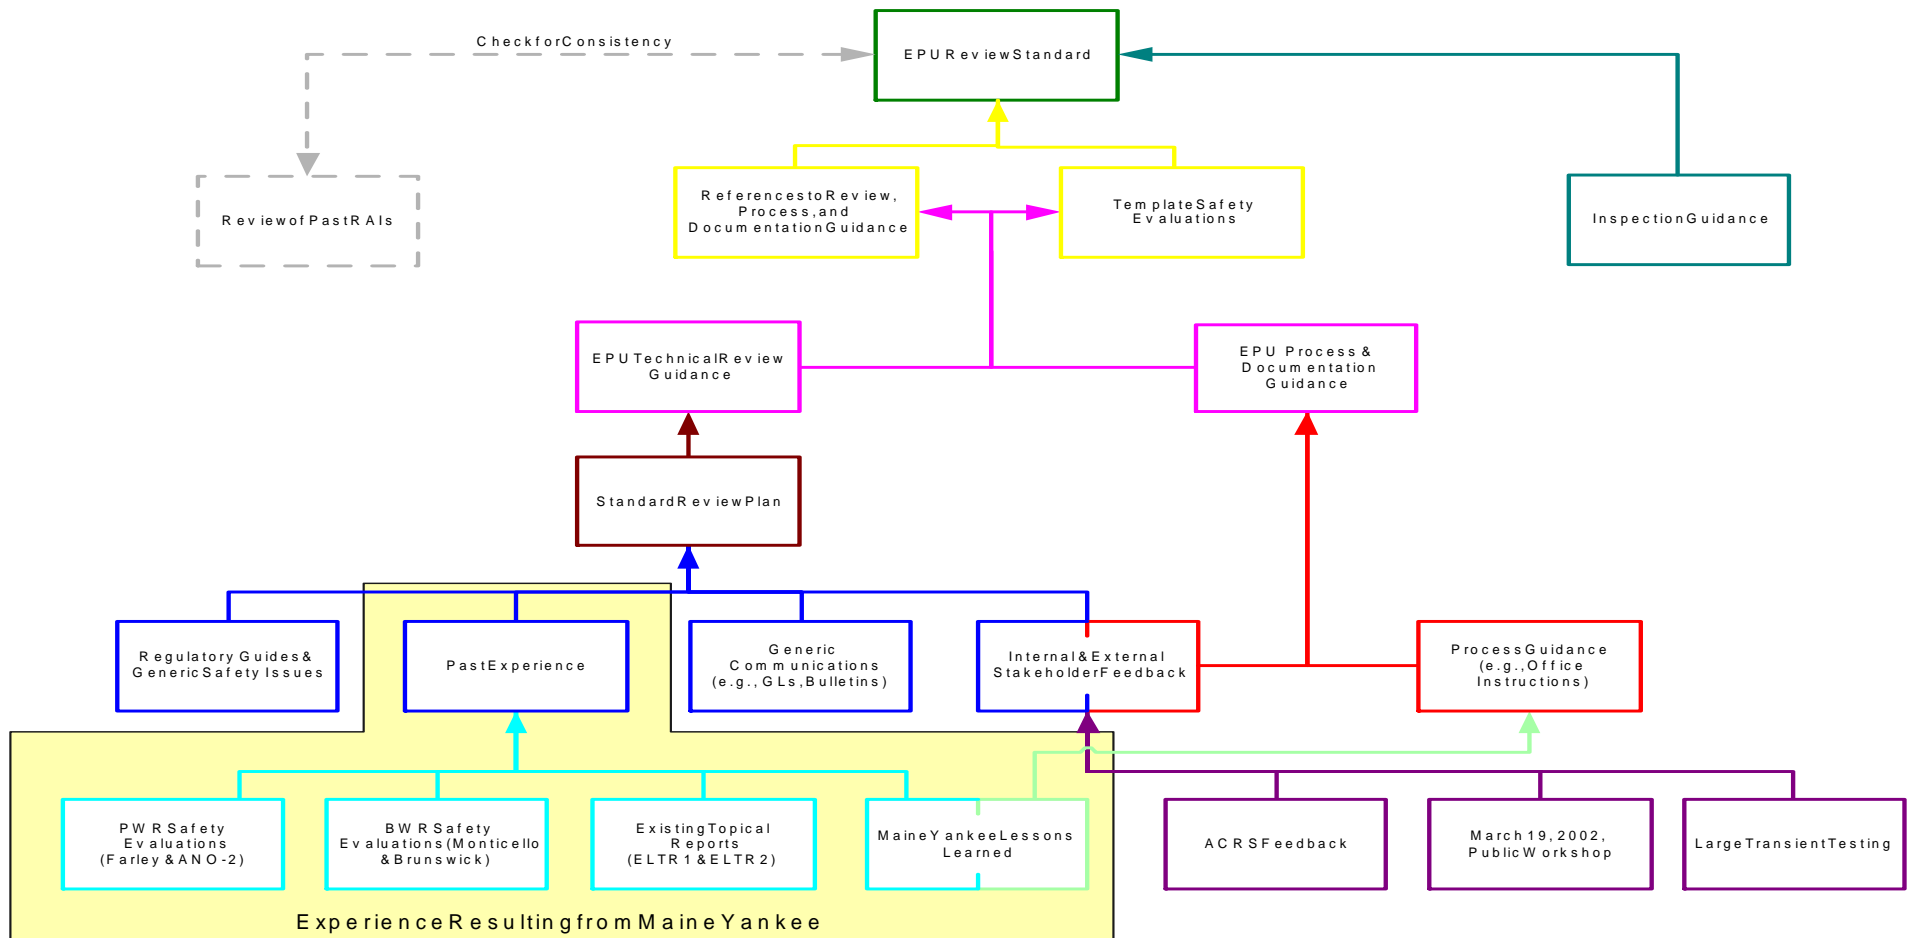 Check for Consistency
EPU Review Standard
Review of Past RAIs
References to Review,
Process, and
Documentation Guidance
Template Safety
Evaluations
Inspection Guidance
EPU Technical Review
Guidance
EPU Process &
Documentation
Guidance
Standard Review Plan
Regulatory Guides &
Generic Safety Issues
Past Experience
Generic
Communications
(e.g., GLs, Bulletins)
Internal & External
Stakeholder Feedback
Process Guidance
(e.g., Office
Instructions)
PWR Safety
Evaluations
(Farley & ANO-2)
BWR Safety
Evaluations (Monticello
& Brunswick)
Existing Topical
Reports
(ELTR1 & ELTR2)
Maine Yankee Lessons
Learned
ACRS Feedback
March 19, 2002,
Public Workshop
Large Transient Testing
Experience Resulting from Maine Yankee